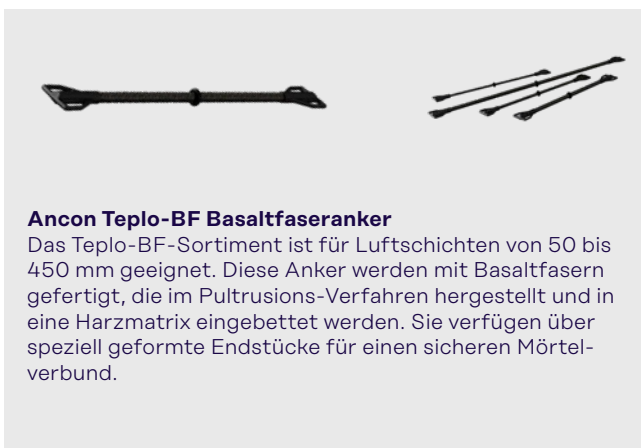 Ancon Teplo-BF Basaltfaseranker
Das Teplo-BF-Sortiment ist für Luftschichten von 50 bis
450 mm geeignet. Diese Anker werden mit Basaltfasern
gefertigt, die im Pultrusions-Verfahren hergestellt und in
eine Harzmatrix eingebettet werden. Sie verfügen über
speziell geformte Endstücke für einen sicheren Mörtel-
verbund.